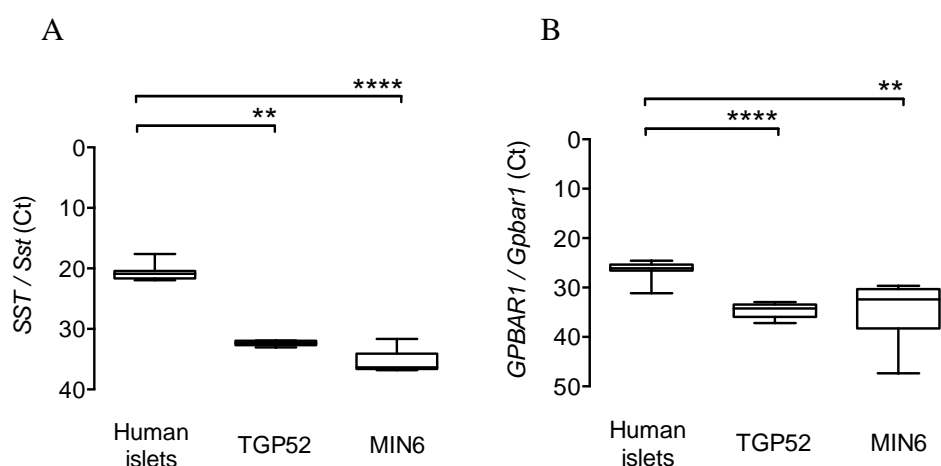 A
****
**
0
10
20
30
40
SST / Sst (Ct)
Human
islets
TGP52
MIN6
B
**
****
0
10
20
30
40
50
GPBAR1 / Gpbar1 (Ct)
Human
islets
TGP52
MIN6